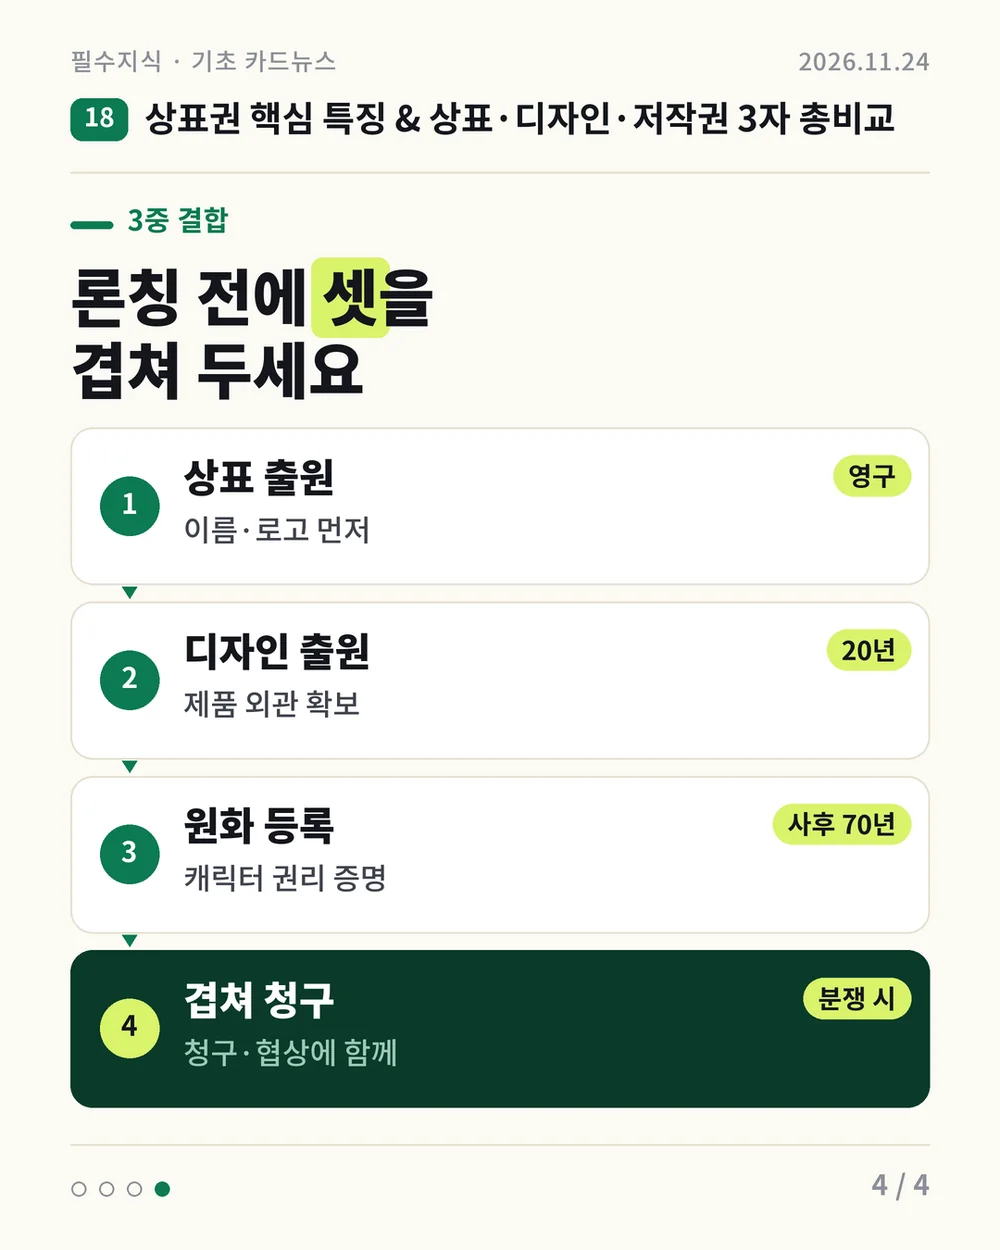 필수지식 · 기초 카드뉴스
2026.11.24
18 상표권 핵심 특징 & 상표·디자인·저작권 3자 총비교
3중 결합
론칭 전에 셋을
겹쳐 두세요
1 상표 출원
영구
이름·로고 먼저
2 디자인 출원
20년
제품 외관 확보
3 원화 등록
사후 70년
캐릭터 권리 증명
4 겹쳐 청구
분쟁 시
청구·협상에 함께
4 / 4